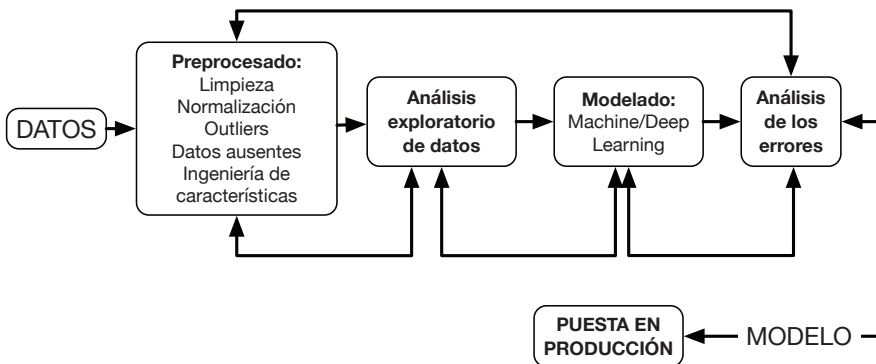 DATOS
Preprocesado:
Limpieza
Normalización
Outliers
Datos ausentes
Ingeniería de
características
Análisis
exploratorio
de datos
Modelado:
Machine/Deep
Learning
Análisis
de los
errores
PUESTA EN
PRODUCCIÓN
MODELO